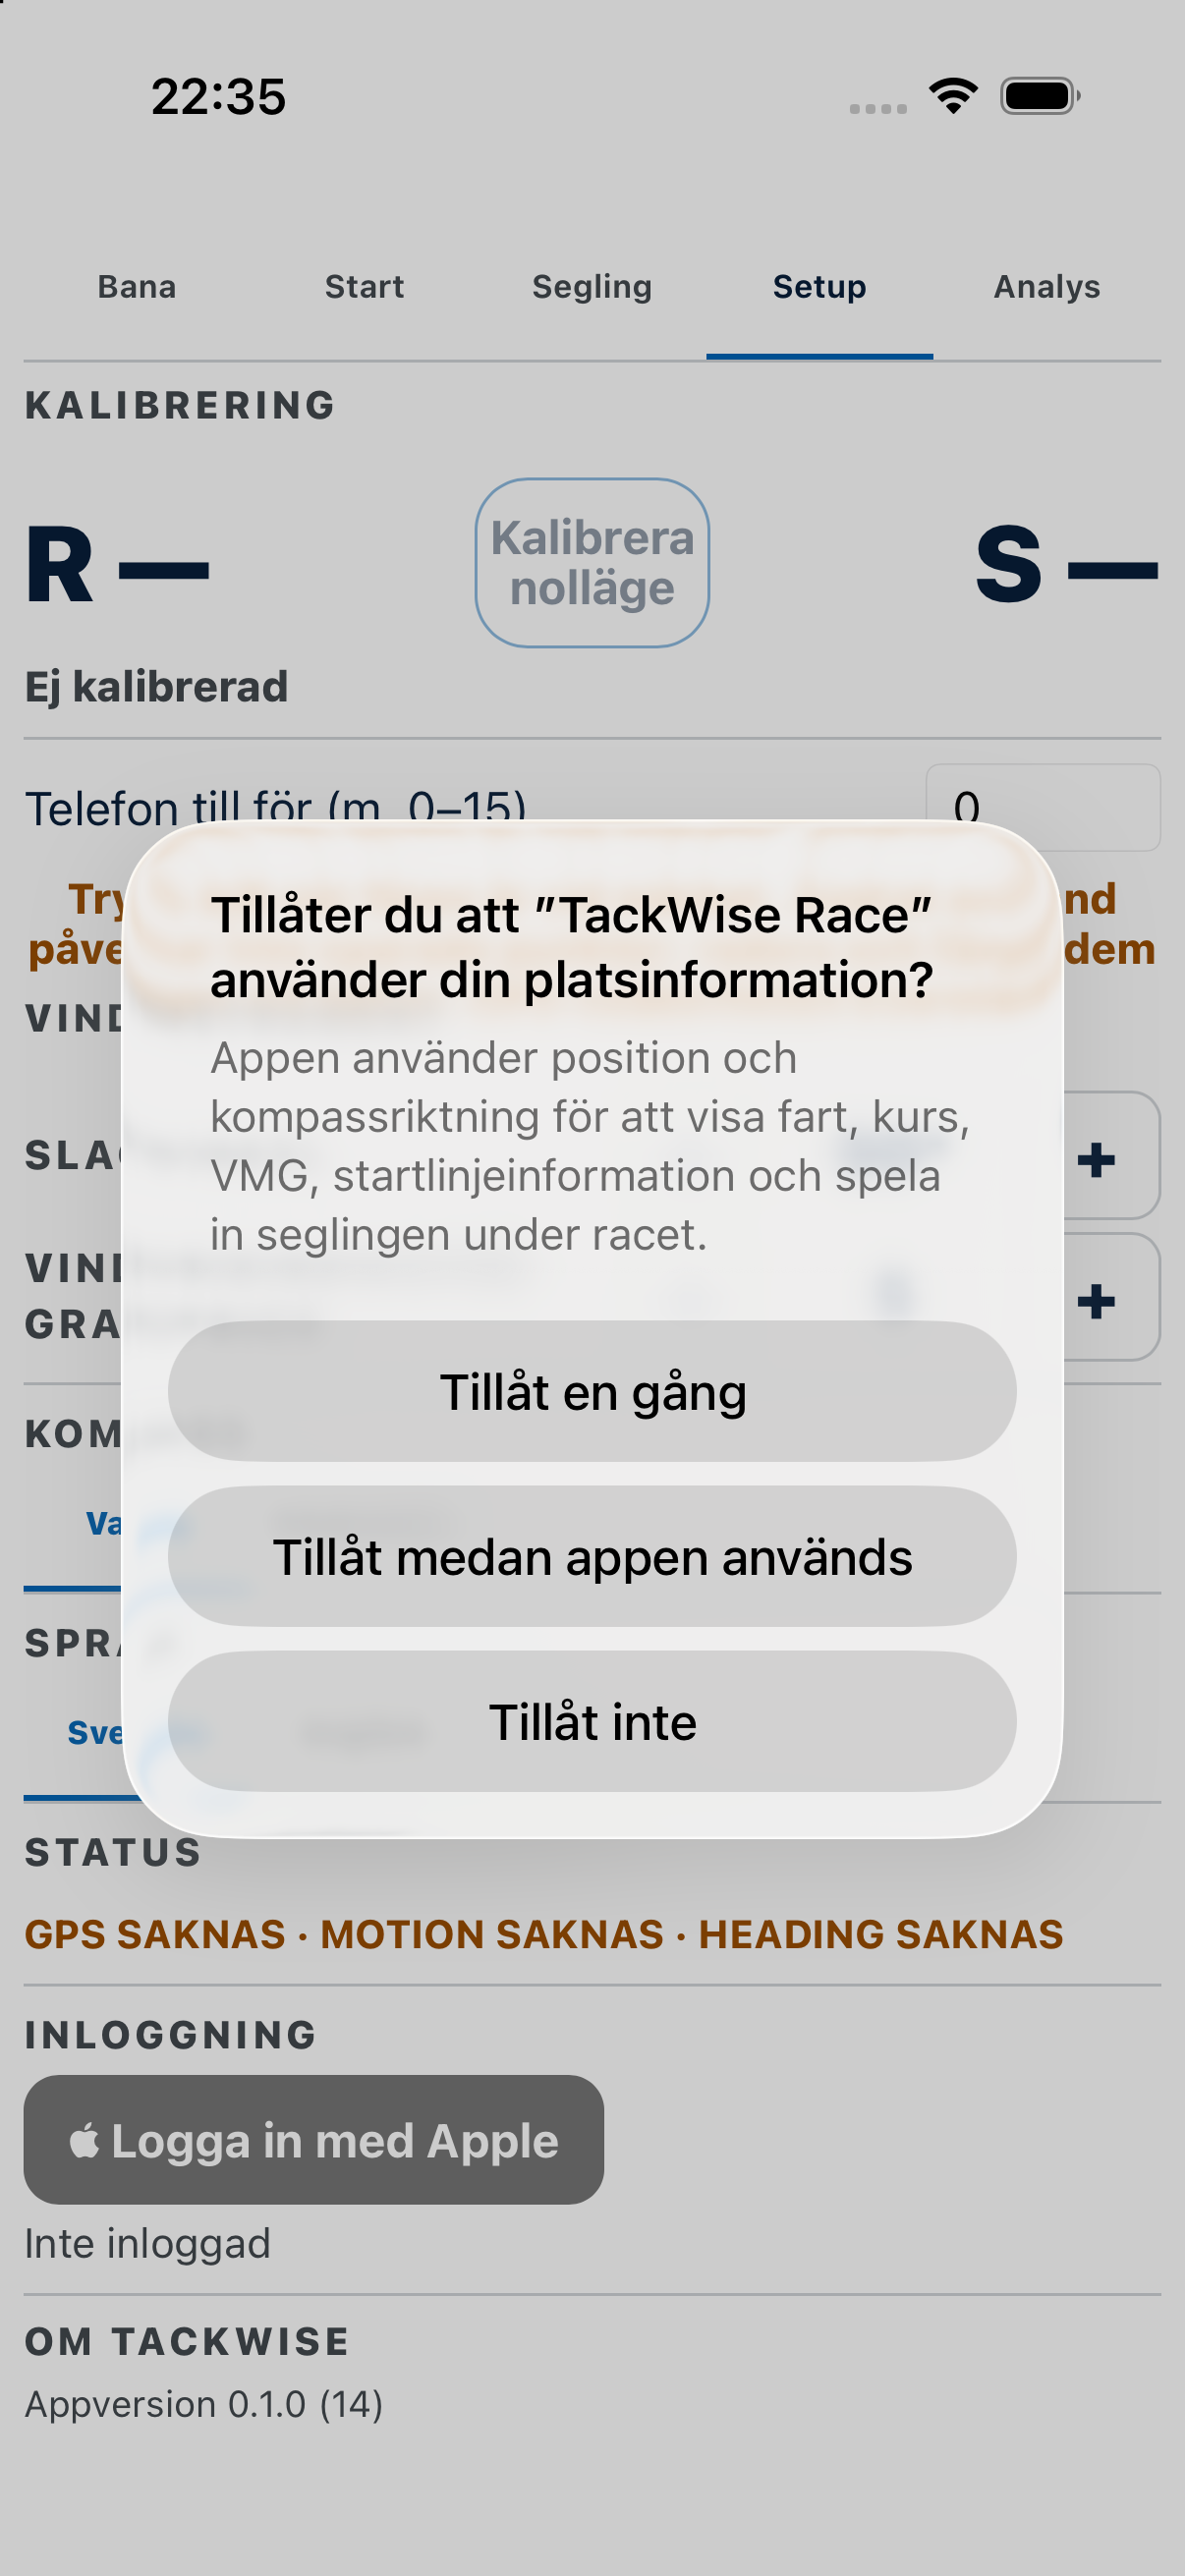 22:35
Bana Start Segling Setup Analys
KALIBRERING
R — Kalibrera nolläge S —
Ej kalibrerad
Telefon till för (m, 0–15) 0
Tillåter du att ”TackWise Race”
använder din platsinformation?
Appen använder position och
kompassriktning för att visa fart, kurs,
VMG, startlinjeinformation och spela
in seglingen under racet.
+
+
Tillåt en gång
Tillåt medan appen används
Tillåt inte
STATUS
GPS SAKNAS · MOTION SAKNAS · HEADING SAKNAS
INLOGGNING
Logga in med Apple
Inte inloggad
OM TACKWISE
Appversion 0.1.0 (14)